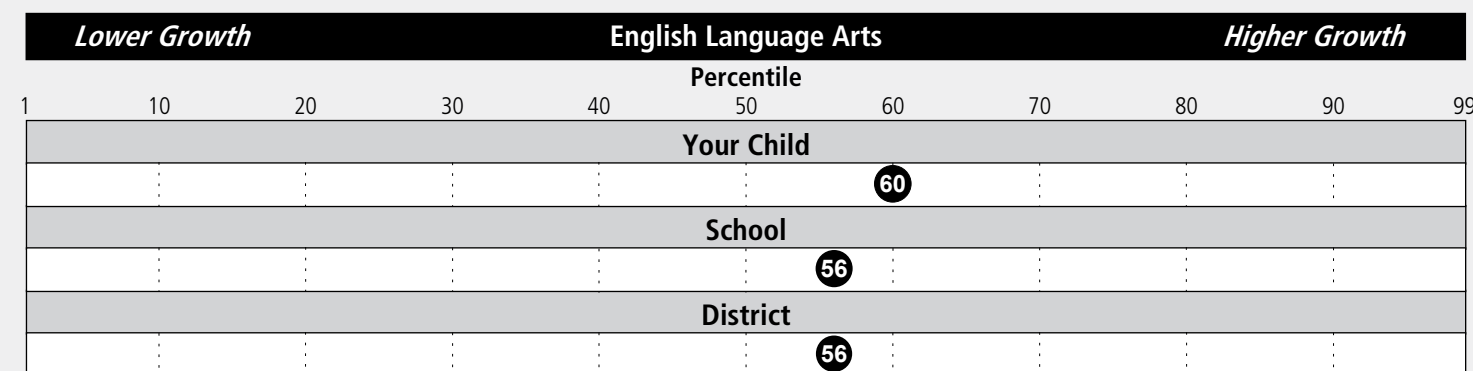 Lower Growth English Language Arts Higher Growth
Percentile
1 10 20 30 40 50 60 70 80 90 99
Your Child
60
School
56
District
56